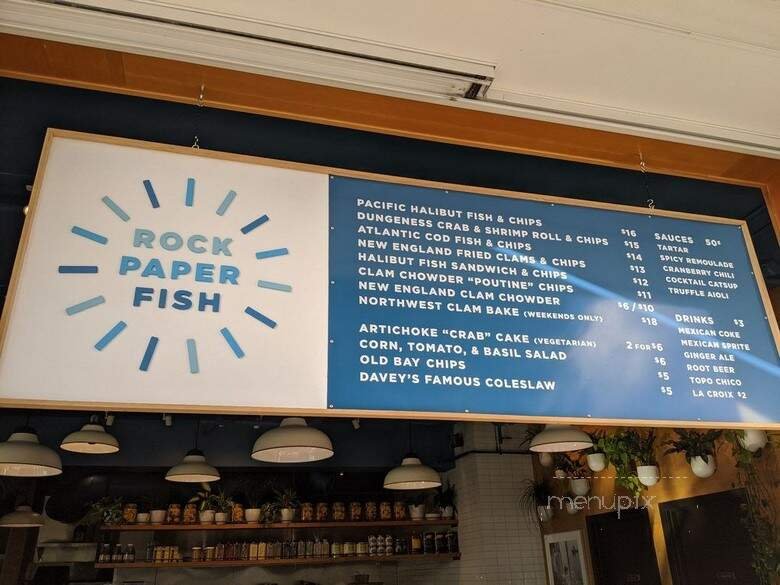 ROCK
PAPER
FISH
PACIFIC HALIBUT FISH & CHIPS $16
DUNGENESS CRAB & SHRIMP ROLL & CHIPS $15
ATLANTIC COD FISH & CHIPS $14
NEW ENGLAND FRIED CLAMS & CHIPS $13
HALIBUT FISH SANDWICH & CHIPS $12
CLAM CHOWDER "POUTINE" CHIPS $11
NEW ENGLAND CLAM CHOWDER $6 / $10
NORTHWEST CLAM BAKE (WEEKENDS ONLY) $18
ARTICHOKE "CRAB" CAKE (VEGETARIAN) 2 FOR $6
CORN, TOMATO, & BASIL SALAD $6
OLD BAY CHIPS $5
DAVEY'S FAMOUS COLESLAW $5
SAUCES 50¢
TARTAR
SPICY REMOULADE
CRANBERRY CHILI
COCKTAIL CATSUP
TRUFFLE AIOLI
DRINKS $3
MEXICAN COKE
MEXICAN SPRITE
GINGER ALE
ROOT BEER
TOPO CHICO
LA CROIX $2
menupix